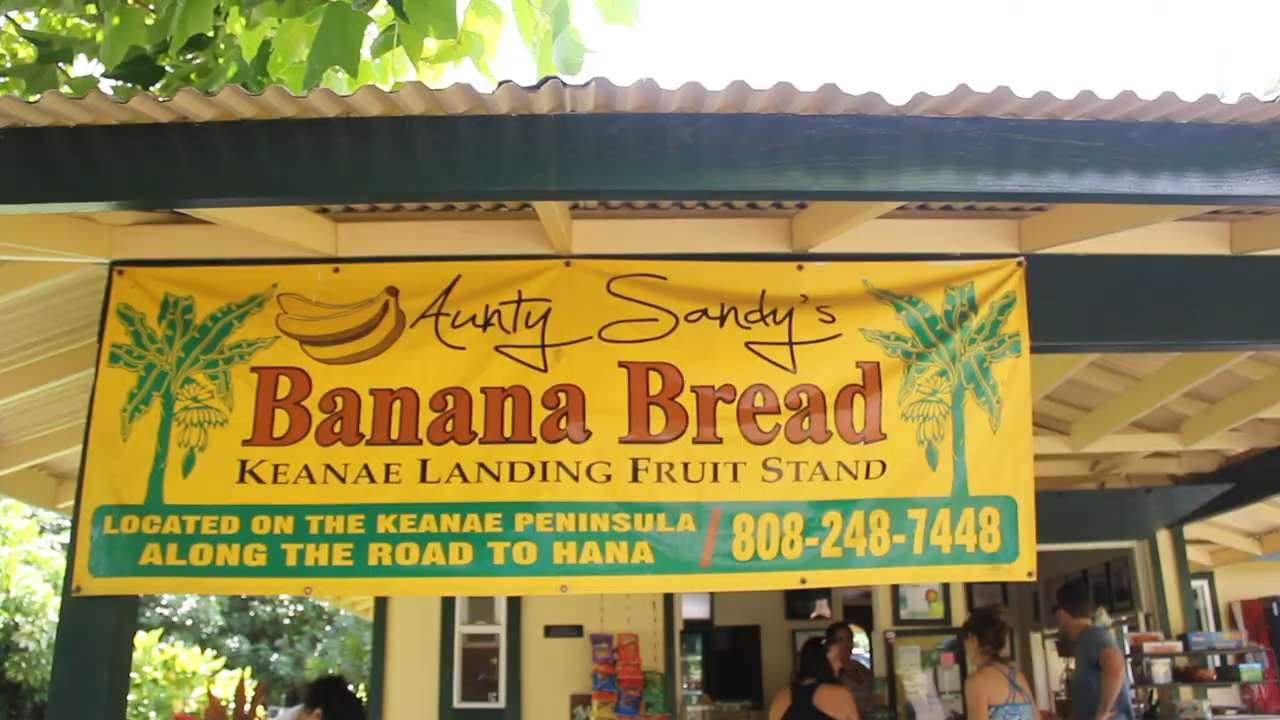 Aunty Sandy's
Banana Bread
KEANAE LANDING FRUIT STAND
LOCATED ON THE KEANAE PENINSULA
ALONG THE ROAD TO HANA
/ 808-248-7448